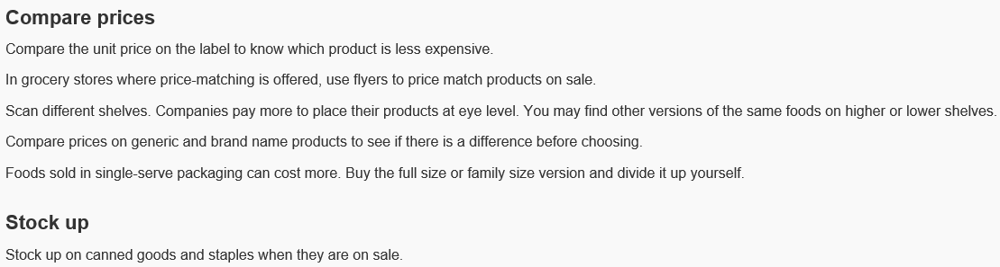 Compare prices
Compare the unit price on the label to know which product is less expensive.
In grocery stores where price-matching is offered, use flyers to price match products on sale.
Scan different shelves. Companies pay more to place their products at eye level. You may find other versions of the same foods on higher or lower shelves.
Compare prices on generic and brand name products to see if there is a difference before choosing.
Foods sold in single-serve packaging can cost more. Buy the full size or family size version and divide it up yourself.
Stock up
Stock up on canned goods and staples when they are on sale.